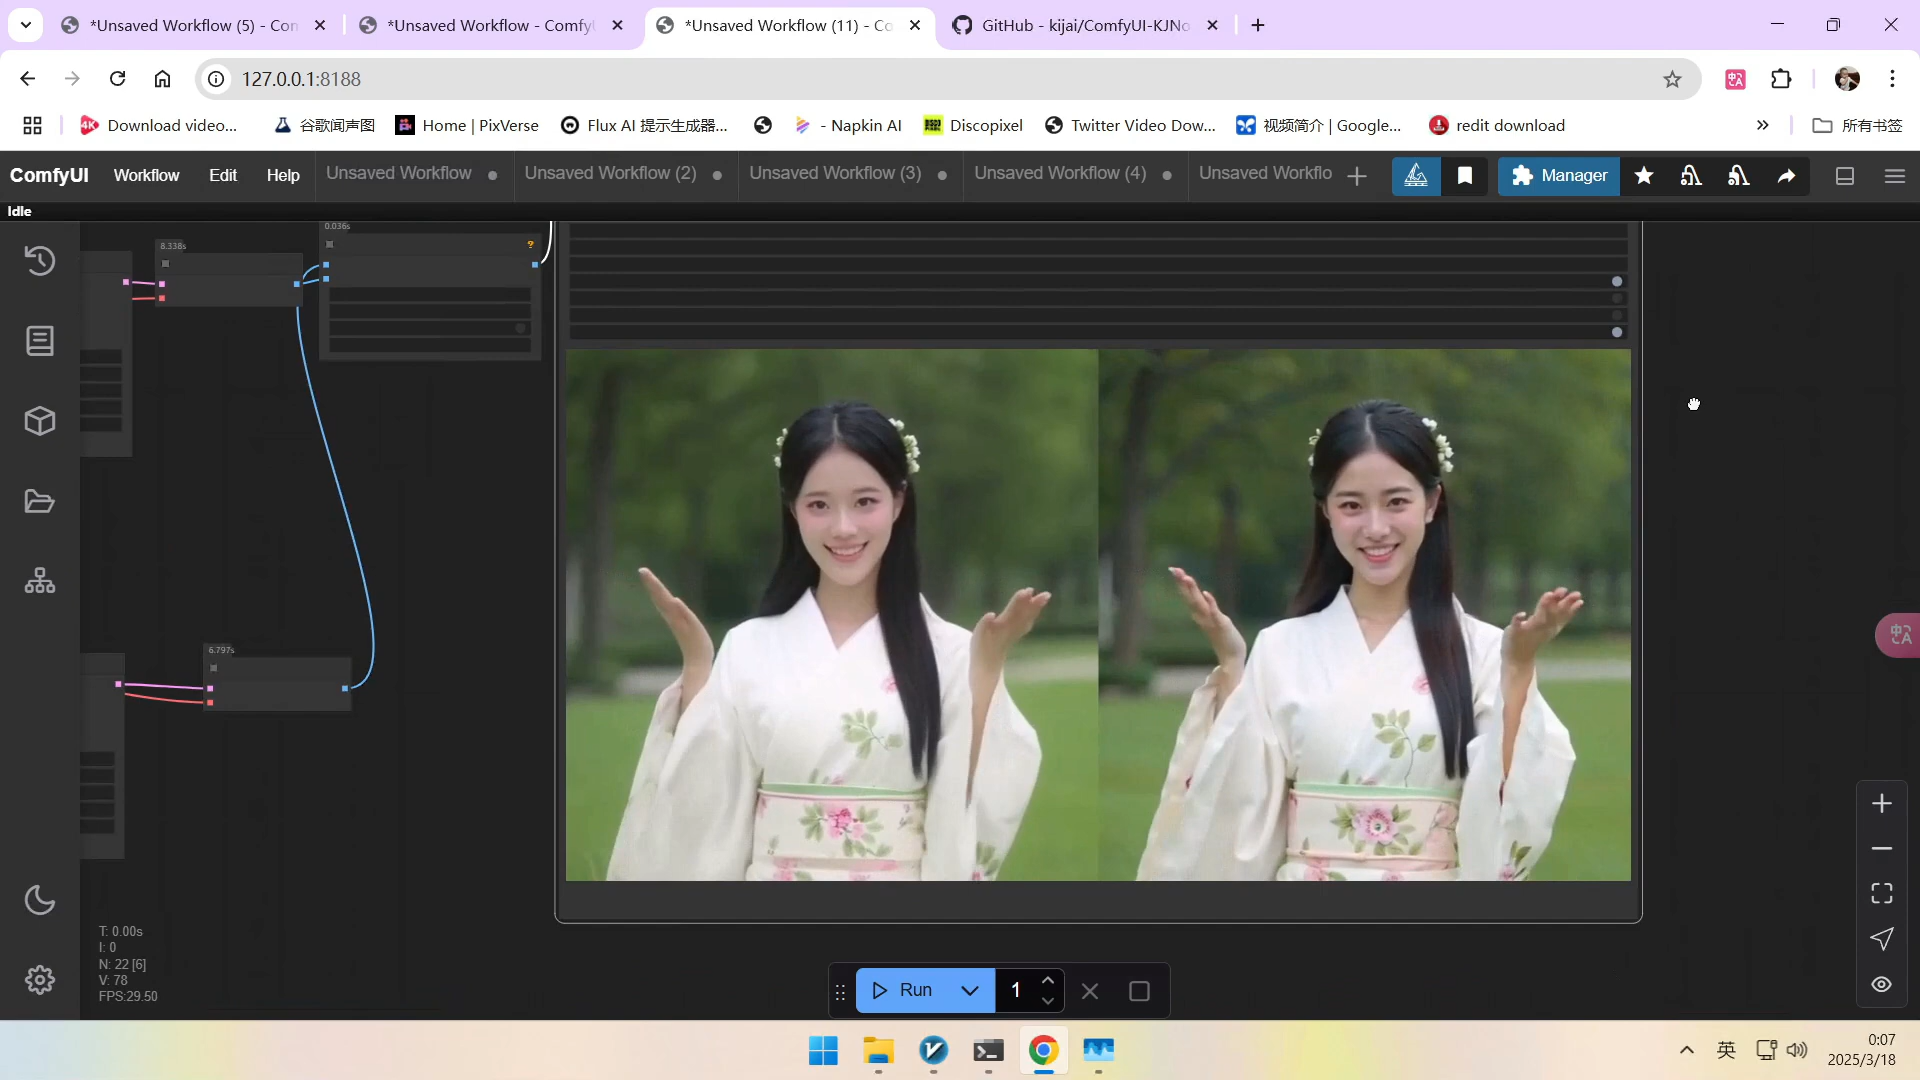 *Unsaved Workflow (5) - Con
*Unsaved Workflow - ComfyU
*Unsaved Workflow (11) - Co
GitHub - kijai/ComfyUI-KJNo
127.0.0.1:8188
Download video...
谷歌闻声图
Home | PixVerse
Flux AI 提示生成器...
- Napkin AI
Discopixel
Twitter Video Dow...
视频简介 | Google...
redit download
所有书签
ComfyUI
Workflow
Edit
Help
Unsaved Workflow
Unsaved Workflow (2)
Unsaved Workflow (3)
Unsaved Workflow (4)
Unsaved Workflo
Manager
Idle
8.338s
0.036s
?
6.797s
T: 0.00s
I: 0
N: 22 [6]
V: 78
FPS:29.50
Run
1
英
0:07
2025/3/18